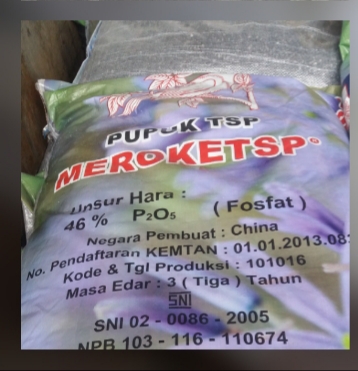 PUPUK TSP
MEROKETSP®
Unsur Hara :
46 % P₂O₅ ( Fosfat )
Negara Pembuat : China
No. Pendaftaran KEMTAN : 01.01.2013.08
Kode & Tgl Produksi : 101016
Masa Edar : 3 ( Tiga ) Tahun
SNI
SNI 02 - 0086 - 2005
NPB 103 - 116 - 110674